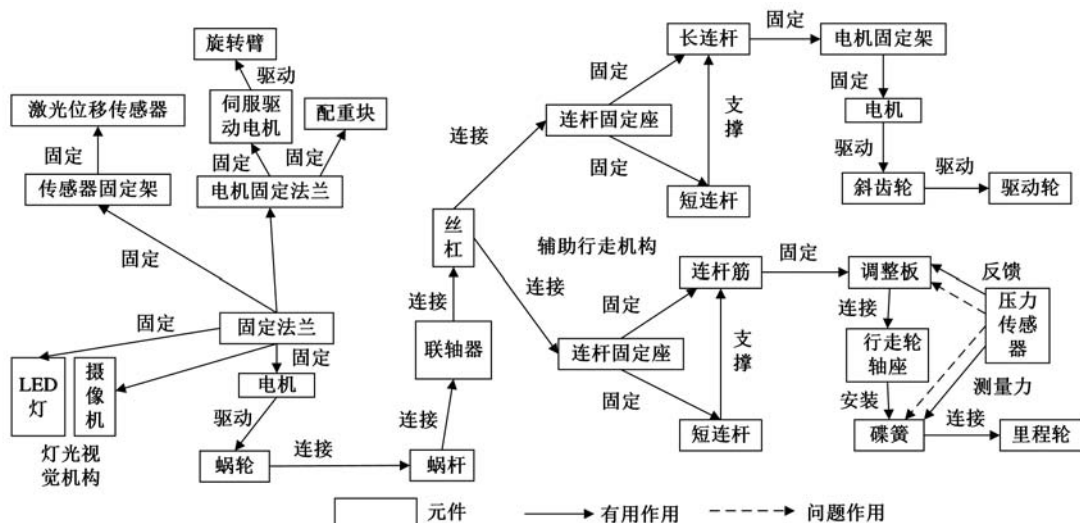 旋转臂
驱动
激光位移传感器
伺服驱
动电机
配重块
固定
固定
固定
传感器固定架
电机固定法兰
固定
固定
固定法兰
固定
LED
灯
摄
像
机
电机
驱动
灯光视
觉机构
蜗轮
连接
蜗杆
连接
联轴器
连接
丝
杠
连接
连接
长连杆
固定
电机固定架
固定
固定
电机
连杆固定座
支
撑
驱动
固定
短连杆
斜齿轮
驱动
驱动轮
辅助行走机构
连杆筋
固定
调整板
反馈
固定
连接
压力
传感
器
连杆固定座
支
撑
行走轮
轴座
固定
安装
测量力
短连杆
碟簧
连接
里程轮
元件
有用作用
问题作用